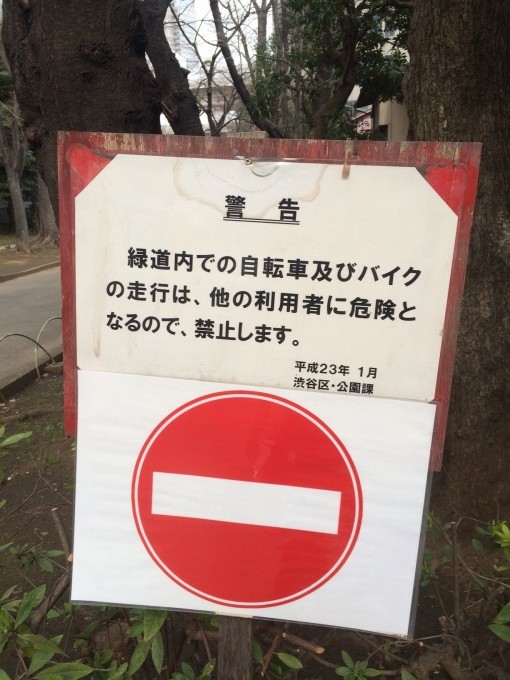 警　告
緑道内での自転車及びバイク
の走行は、他の利用者に危険と
なるので、禁止します。
平成23年 1月
渋谷区・公園課